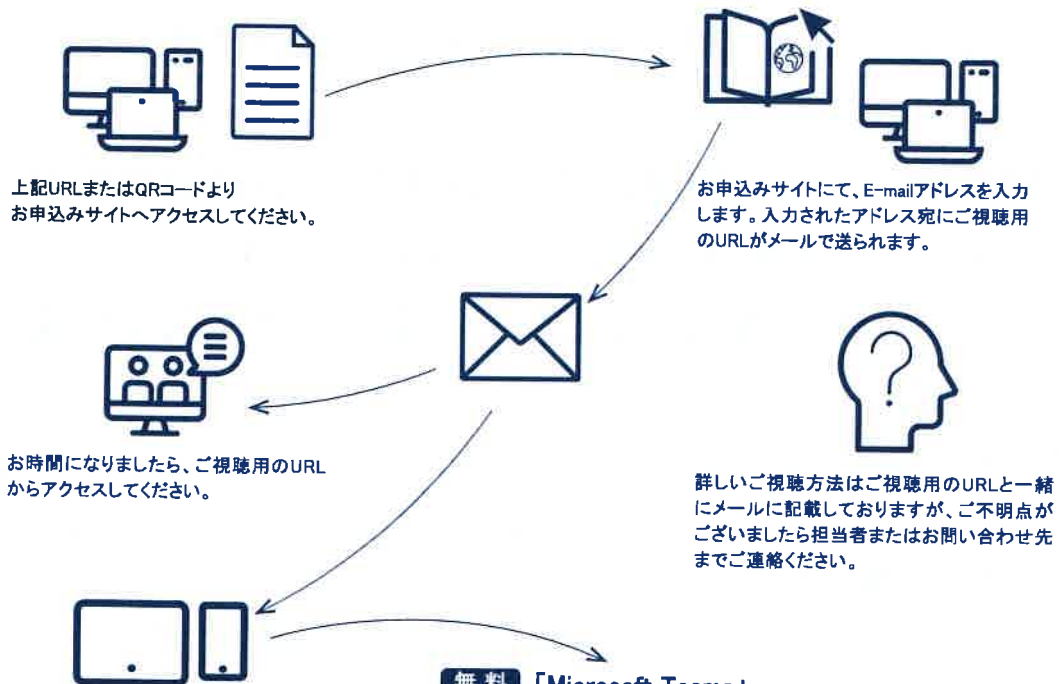 上記URLまたはQRコードより
お申込みサイトへアクセスしてください。
お申込みサイトにて、E-mailアドレスを入力
します。入力されたアドレス宛にご視聴用
のURLがメールで送られます。
お時間になりましたら、ご視聴用のURL
からアクセスしてください。
詳しいご視聴方法はご視聴用のURLと一緒
にメールに記載しておりますが、ご不明点が
ございましたら担当者またはお問い合わせ先
までご連絡ください。
無料 「Microsoft Teams」